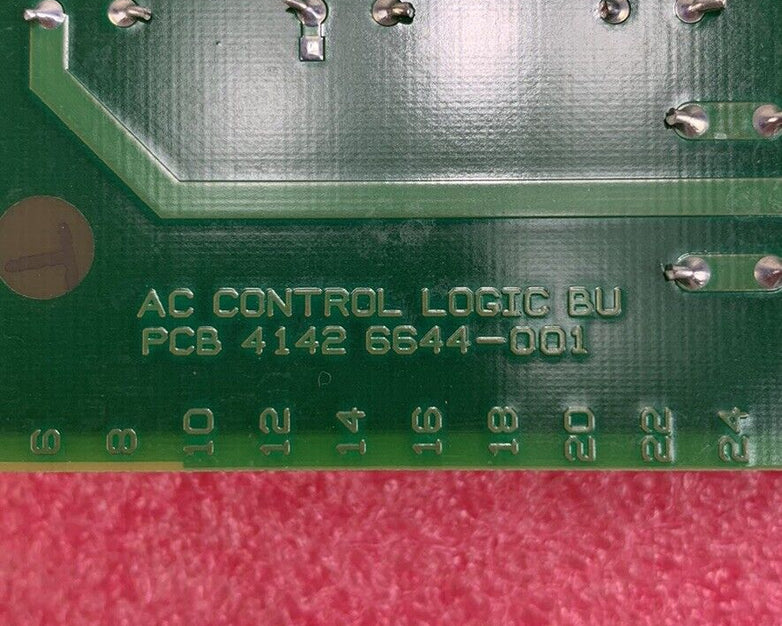 AC CONTROL LOGIC BU
PCB 4142 6644-001
6 8 10 12 14 16 18 20 22 24